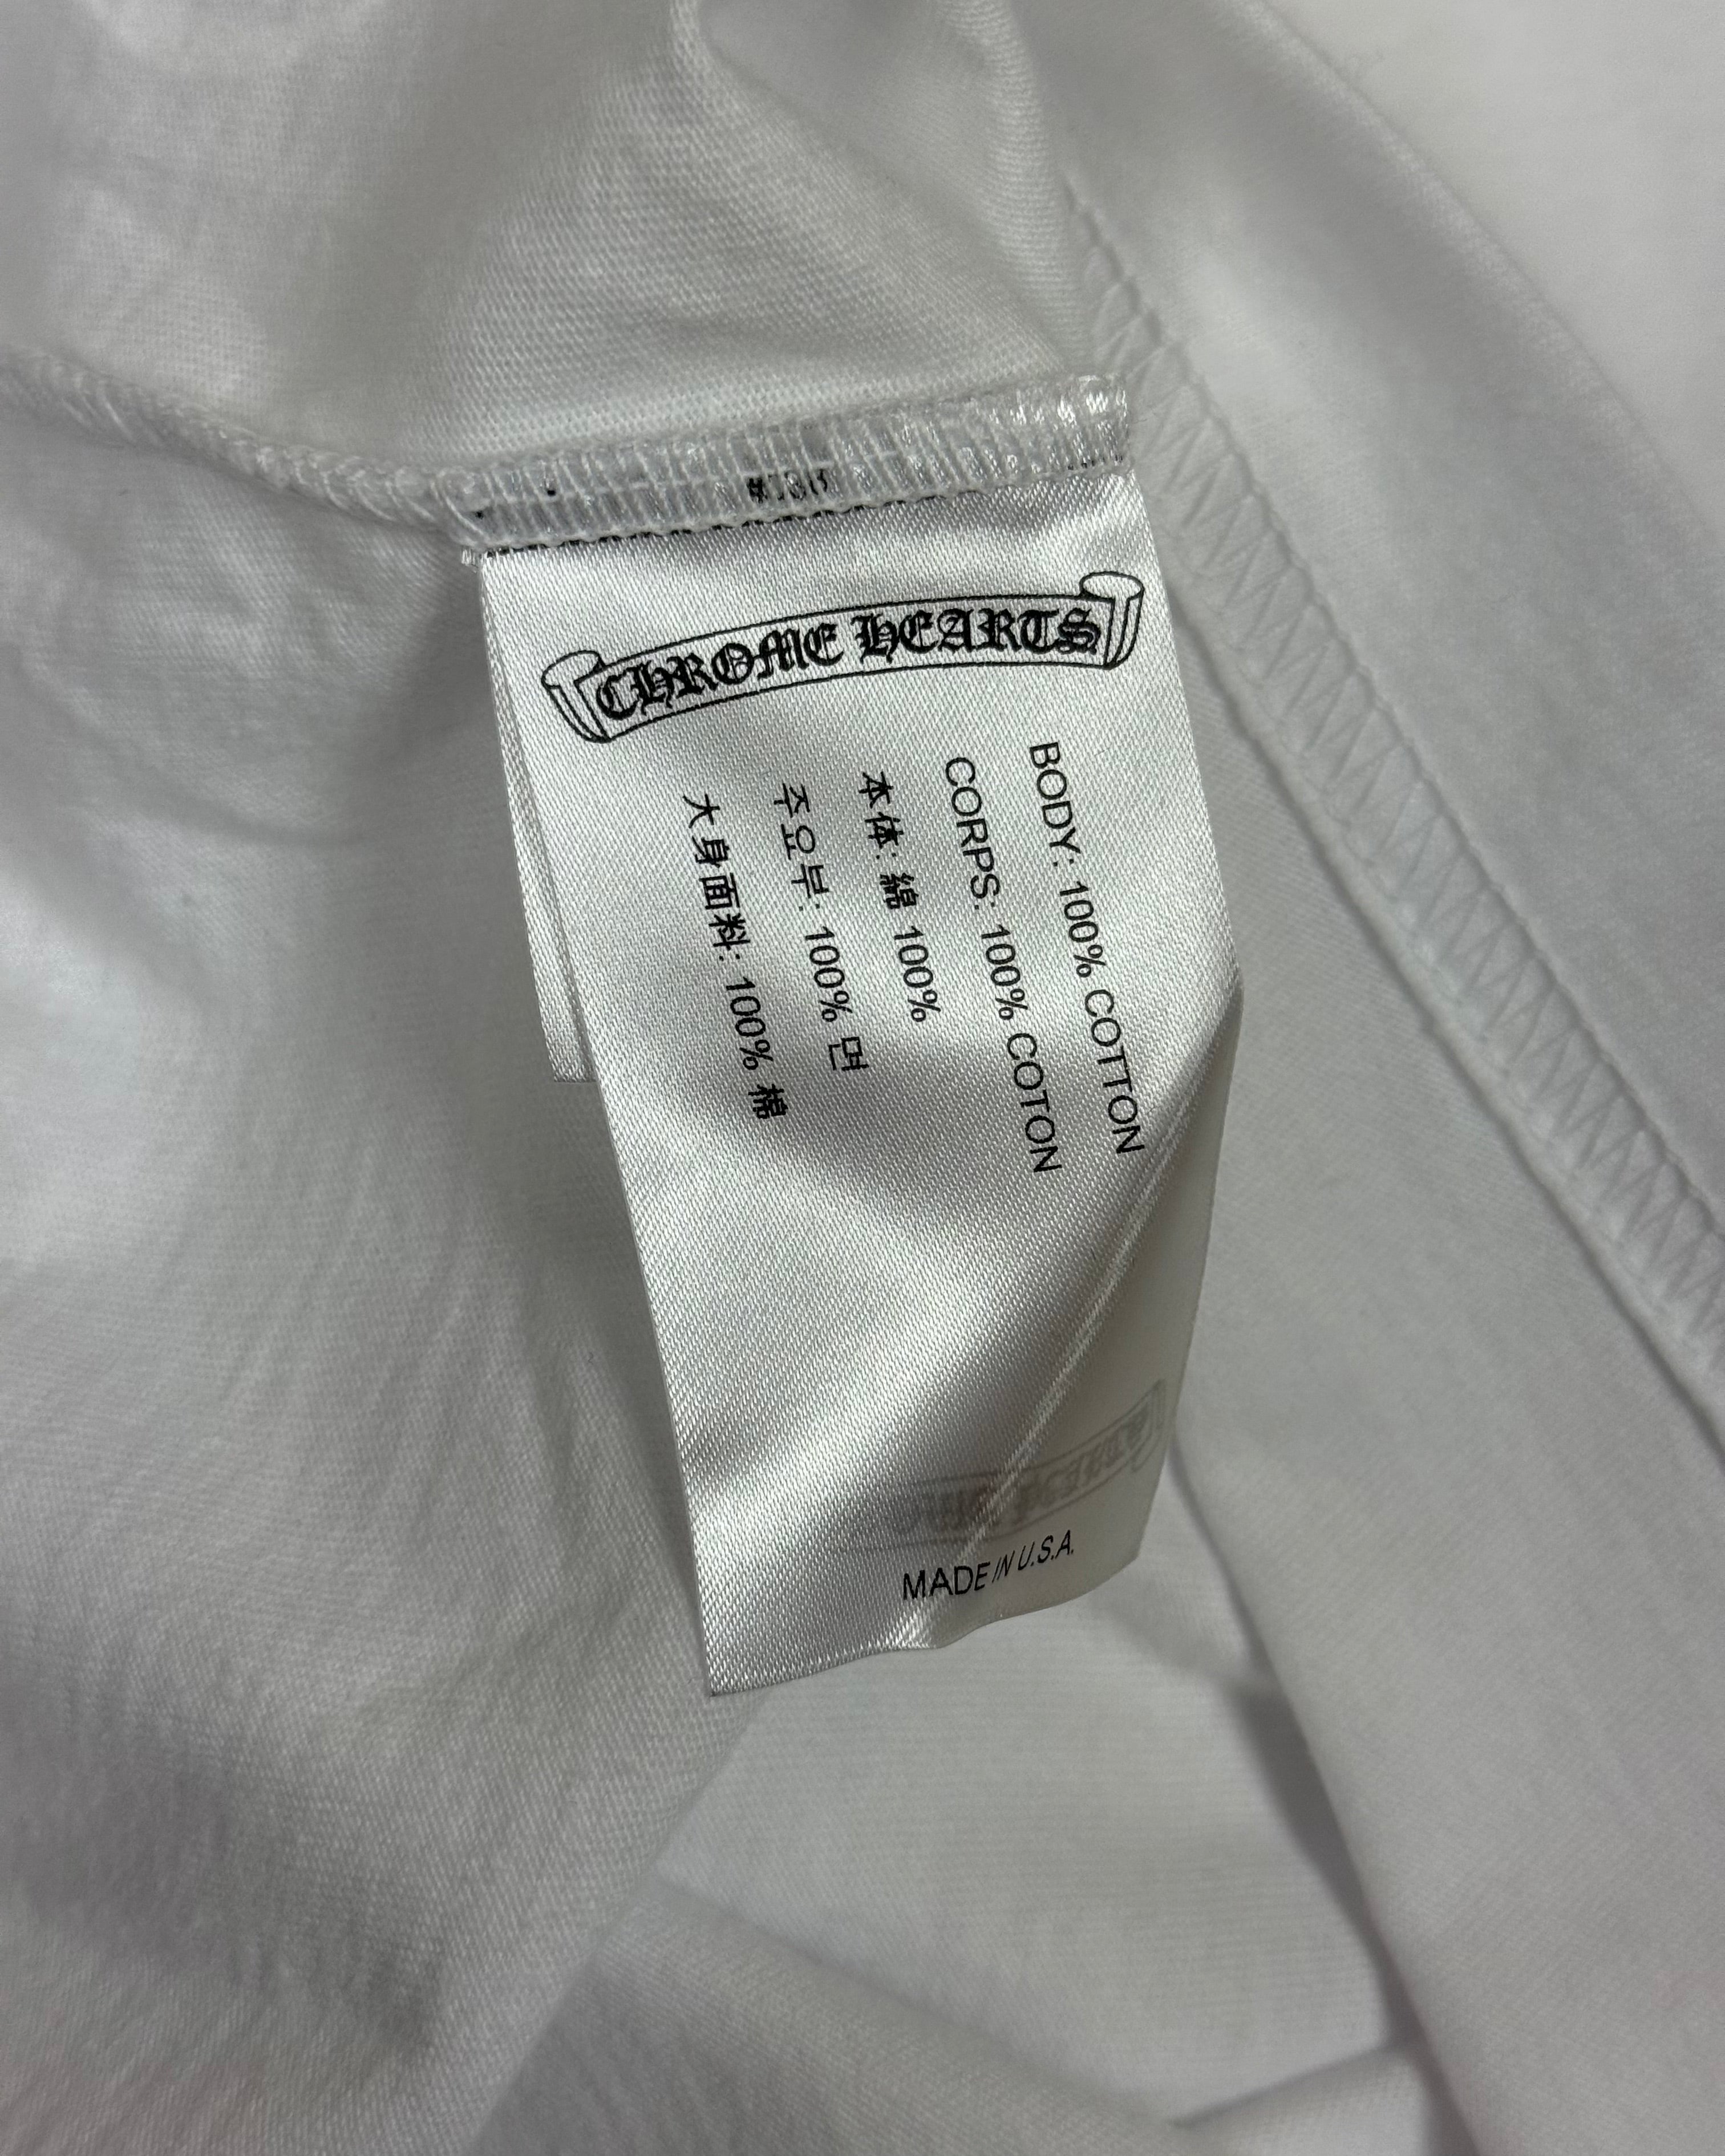 CHROME HEARTS
BODY: 100% COTTON
CORPS: 100% COTON
本体: 綿 100%
주요부: 100% 면
大身面料: 100% 棉
MADE IN U.S.A.